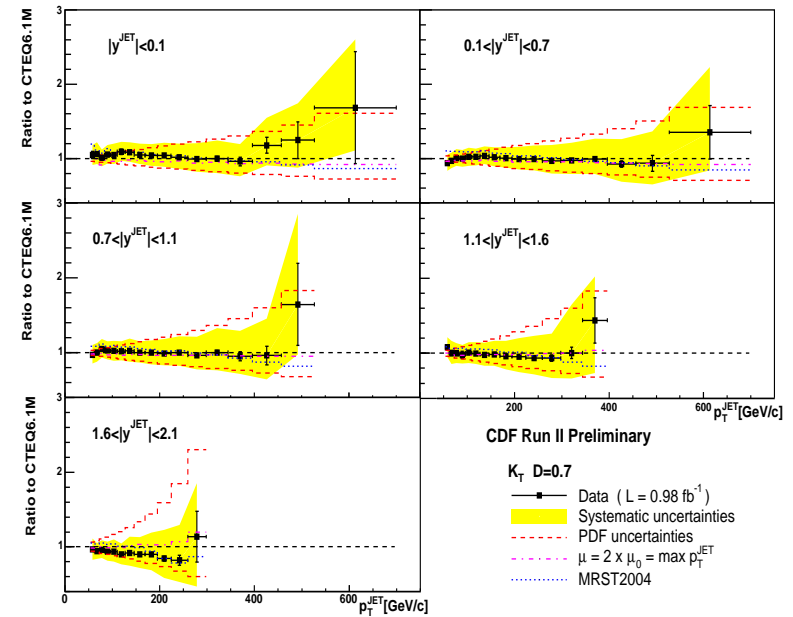 3
|y^JET|<0.1
0.1<|y^JET|<0.7
2
1
Ratio to CTEQ6.1M
3
0.7<|y^JET|<1.1
1.1<|y^JET|<1.6
2
1
Ratio to CTEQ6.1M
200 400 600
p_T^JET[GeV/c]
3
1.6<|y^JET|<2.1
2
1
Ratio to CTEQ6.1M
0 200 400 600
p_T^JET[GeV/c]
CDF Run II Preliminary
K_T D=0.7
Data ( L = 0.98 fb^-1)
Systematic uncertainties
PDF uncertainties
μ = 2 x μ_0 = max p_T^JET
MRST2004